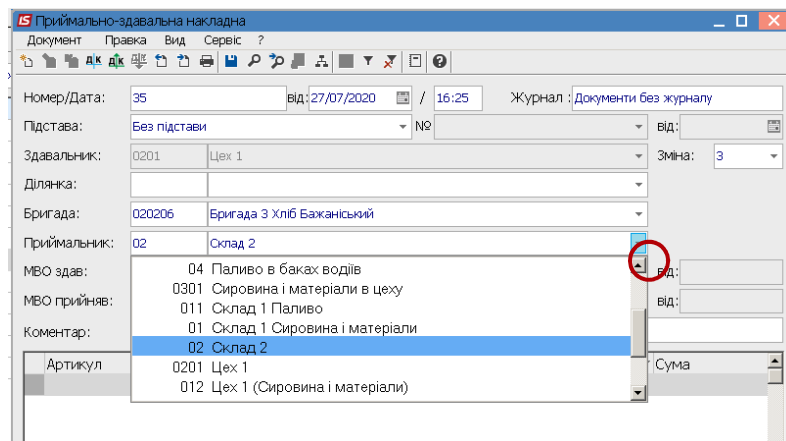 Приймально-здавальна накладна
Документ Правка Вид Сервіс ?
Номер/Дата: 35 від: 27/07/2020 / 16:25 Журнал : Документи без журналу
Підстава: Без підстави № від:
Здавальник: 0201 Цех 1 Зміна: 3
Ділянка:
Бригада: 020206 Бригада 3 Хліб Бажаніський
Приймальник: 02 Склад 2
МВО здав: від:
04 Паливо в баках водіїв
0301 Сировина і матеріали в цеху
МВО прийняв: від:
011 Склад 1 Паливо
01 Склад 1 Сировина і матеріали
Коментар:
02 Склад 2
Артикул Сума
0201 Цех 1
012 Цех 1 (Сировина і матеріали)